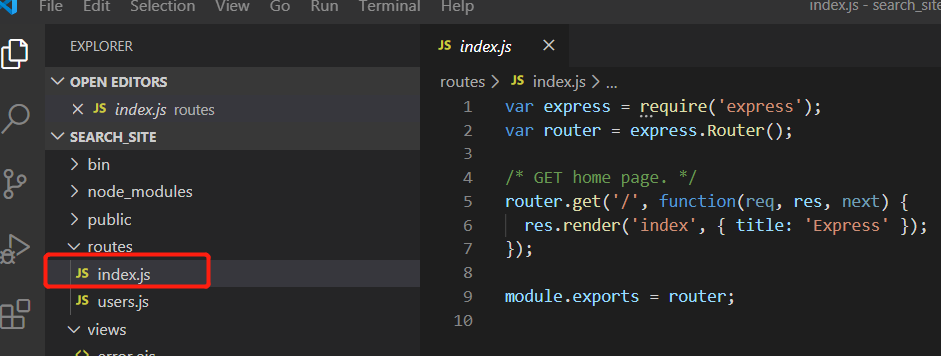 File Edit Selection View Go Run Terminal Help index.js - search_site
EXPLORER
OPEN EDITORS
JS index.js routes
SEARCH_SITE
bin
node_modules
public
routes
JS index.js
JS users.js
views
error.ejs
JS index.js
routes > JS index.js > ...
1 var express = require('express');
2 var router = express.Router();
3
4 /* GET home page. */
5 router.get('/', function(req, res, next) {
6 res.render('index', { title: 'Express' });
7 });
8
9 module.exports = router;
10